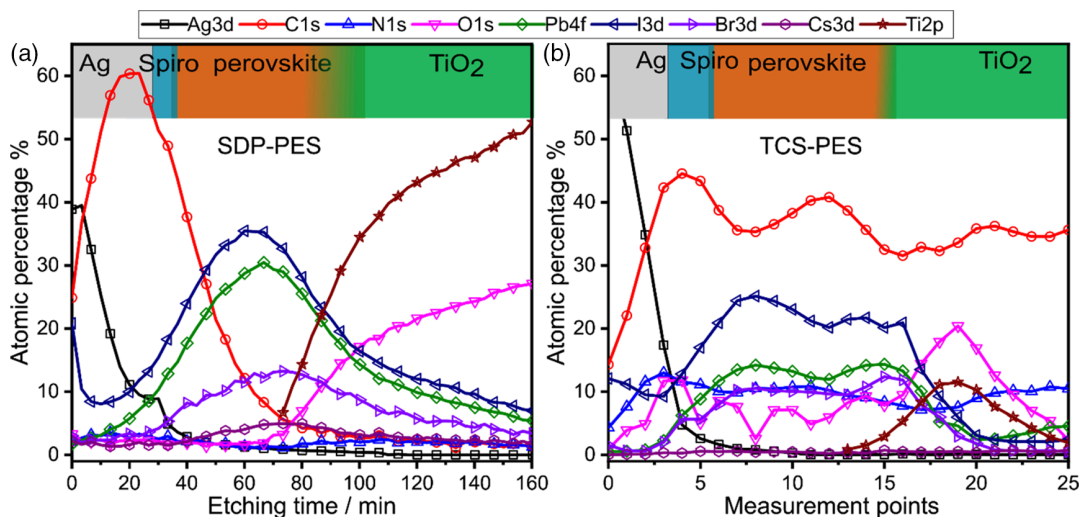 Ag3d C1s N1s O1s Pb4f I3d Br3d Cs3d Ti2p
(a)
Ag Spiro perovskite TiO2
SDP-PES
Atomic percentage %
60
50
40
30
20
10
0
0 20 40 60 80 100 120 140 160
Etching time / min
(b)
Ag Spiro perovskite TiO2
TCS-PES
Atomic percentage %
60
50
40
30
20
10
0
0 5 10 15 20 25
Measurement points